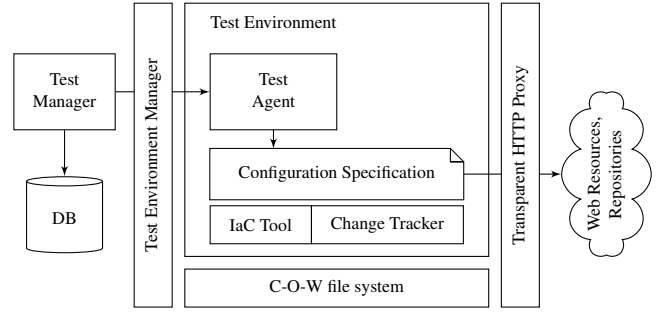 Test Environment
Test
Manager
DB
Test Environment Manager
Test
Agent
Configuration Specification
IaC Tool
Change Tracker
C-O-W file system
Transparent HTTP Proxy
Web Resources,
Repositories